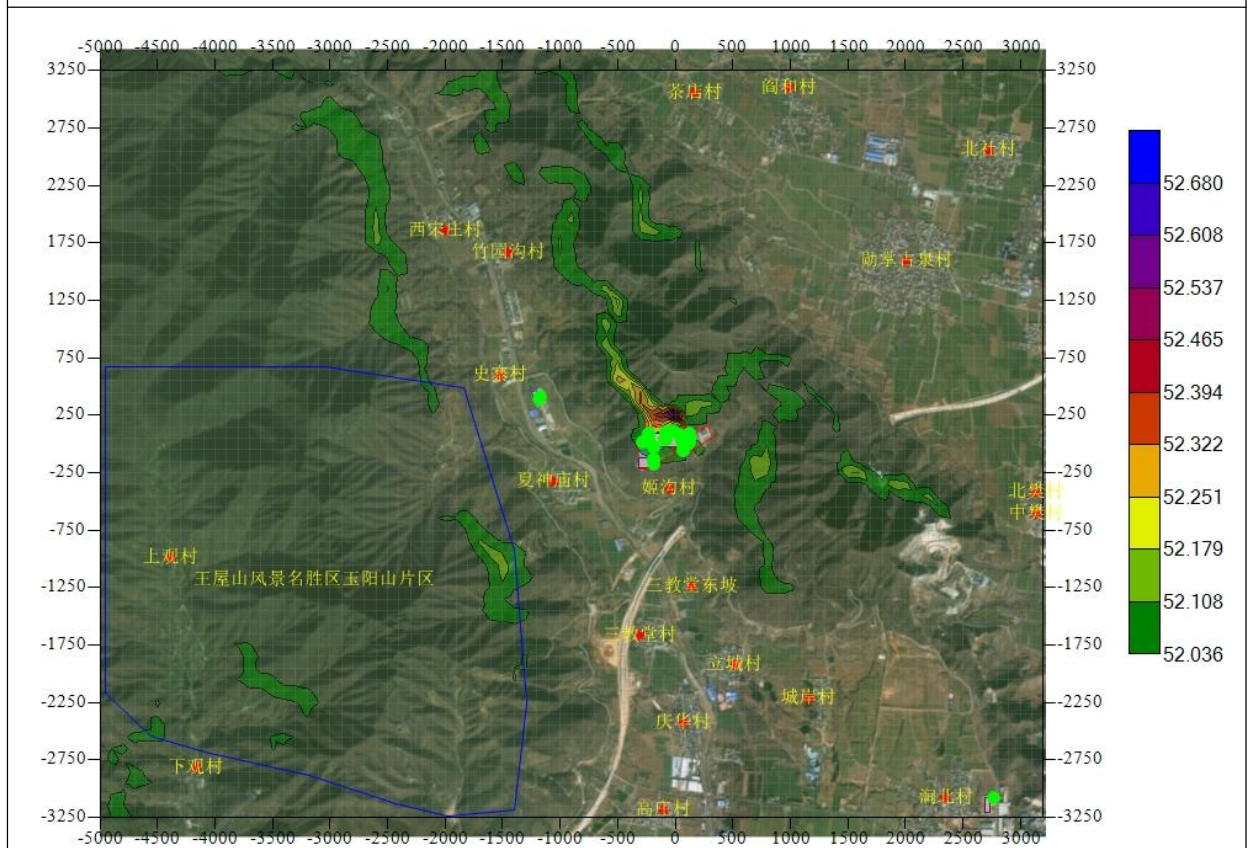 -5000 -4500 -4000 -3500 -3000 -2500 -2000 -1500 -1000 -500 0 500 1000 1500 2000 2500 3000
3250 3250
茶店村 阎和村
2750 2750
北社村
52.680
2250 2250
52.608
西宋庄村
1750 竹园沟村 勋掌古泉村 1750
52.537
1250 1250
52.465
750 750
52.394
史寨村
250 250
52.322
-250 -250
夏神庙村 姬沟村
52.251
-750 中樊村 -750
52.179
上观村
王屋山风景名胜区玉阳山片区
-1250 三教堂东坡 -1250
52.108
三教堂村
52.036
-1750 -1750
立城村
-2250 城岸村 -2250
庆华村
-2750 -2750
下观村
涧北村
高庄村
-3250 -3250
-5000 -4500 -4000 -3500 -3000 -2500 -2000 -1500 -1000 -500 0 500 1000 1500 2000 2500 3000